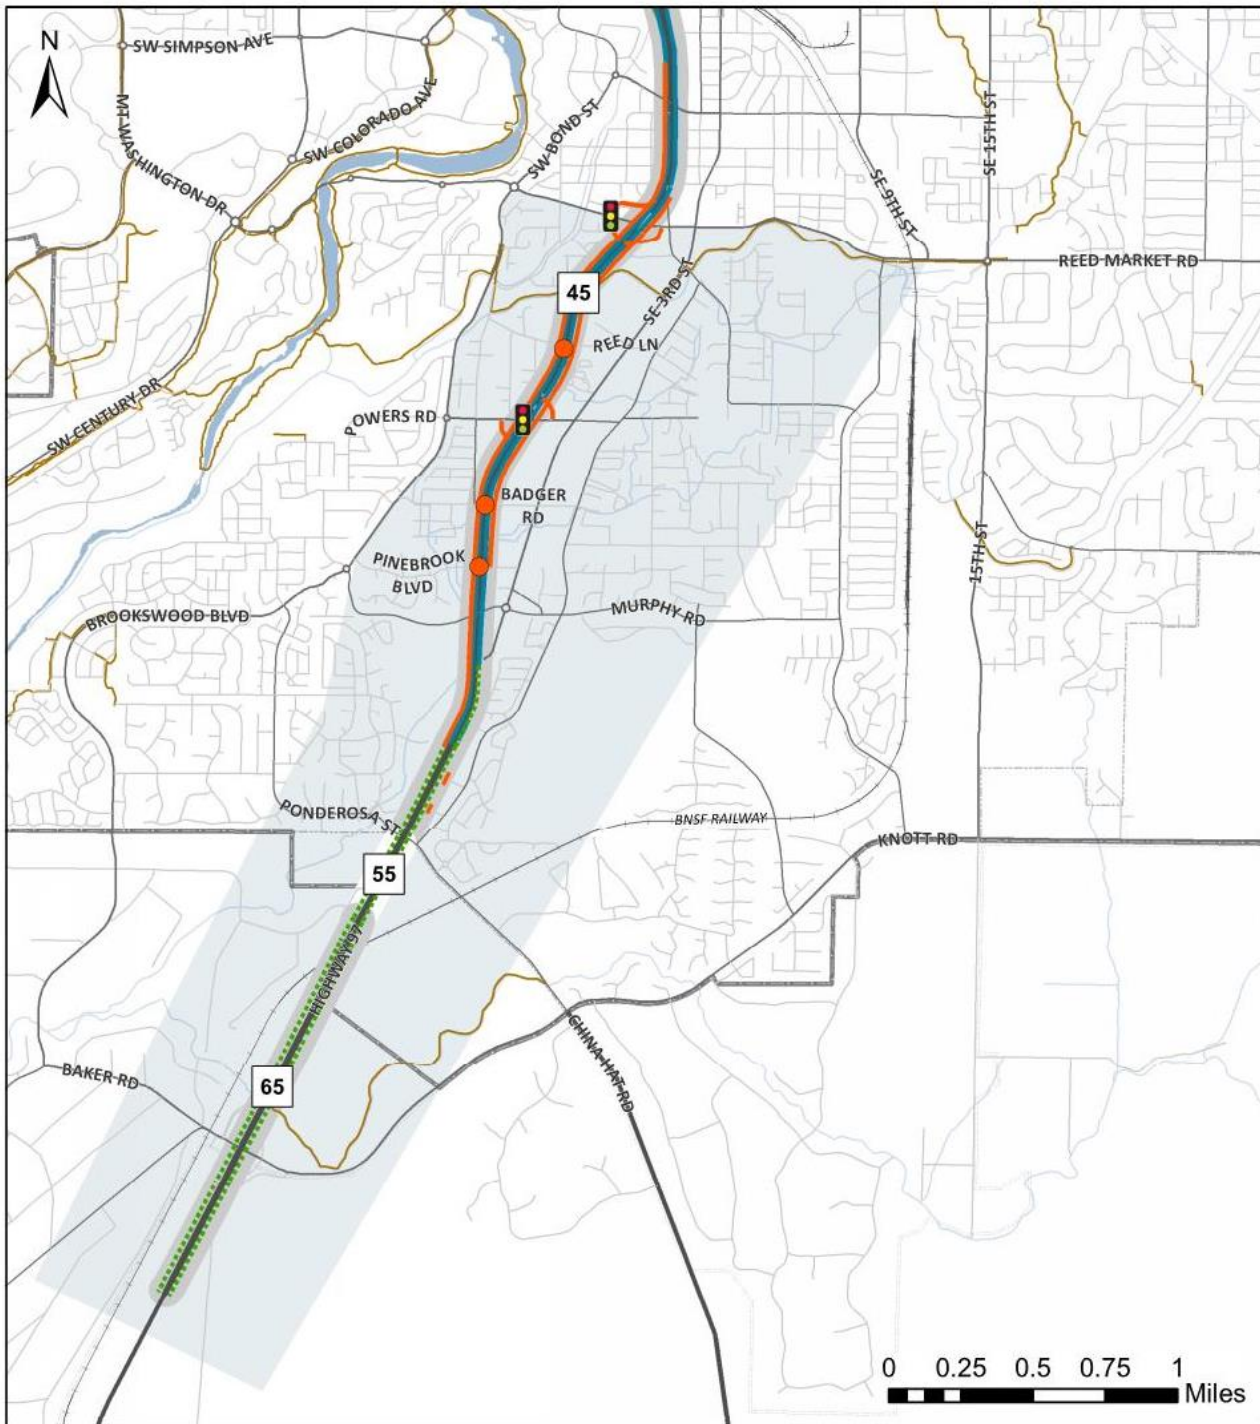 N
SW SIMPSON AVE
MT WASHINGTON DR
SW COLORADO AVE
SW BOND ST
SE 9TH ST
SE 15TH ST
REED MARKET RD
45
SE 3RD ST
REED LN
SW CENTURY DR
POWERS RD
BADGER
RD
PINEBROOK
BLVD
15TH ST
BROOKSWOOD BLVD
MURPHY RD
PONDEROSA ST
BNSF RAILWAY
KNOTT RD
55
HIGHWAY 97
CHINA HAT RD
BAKER RD
65
0 0.25 0.5 0.75 1
Miles